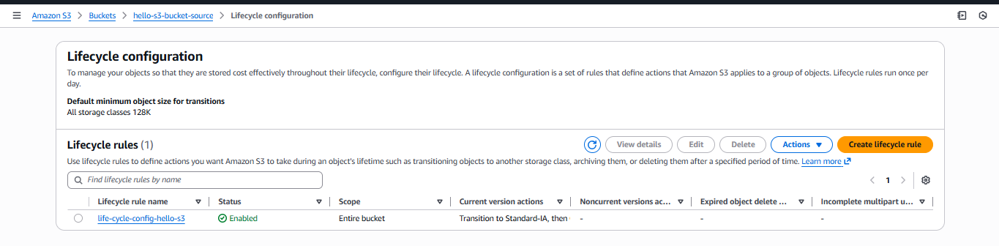 Amazon S3 > Buckets > hello-s3-bucket-source > Lifecycle configuration
Lifecycle configuration
To manage your objects so that they are stored cost effectively throughout their lifecycle, configure their lifecycle. A lifecycle configuration is a set of rules that define actions that Amazon S3 applies to a group of objects. Lifecycle rules run once per
day.
Default minimum object size for transitions
All storage classes 128K
Lifecycle rules (1)
View details
Edit
Delete
Actions
Create lifecycle rule
Use lifecycle rules to define actions you want Amazon S3 to take during an object's lifetime such as transitioning objects to another storage class, archiving them, or deleting them after a specified period of time. Learn more
Find lifecycle rules by name
1
Lifecycle rule name Status Scope Current version actions Noncurrent versions ac... Expired object delete ... Incomplete multipart u...
life-cycle-config-hello-s3 Enabled Entire bucket Transition to Standard-IA, then - - -